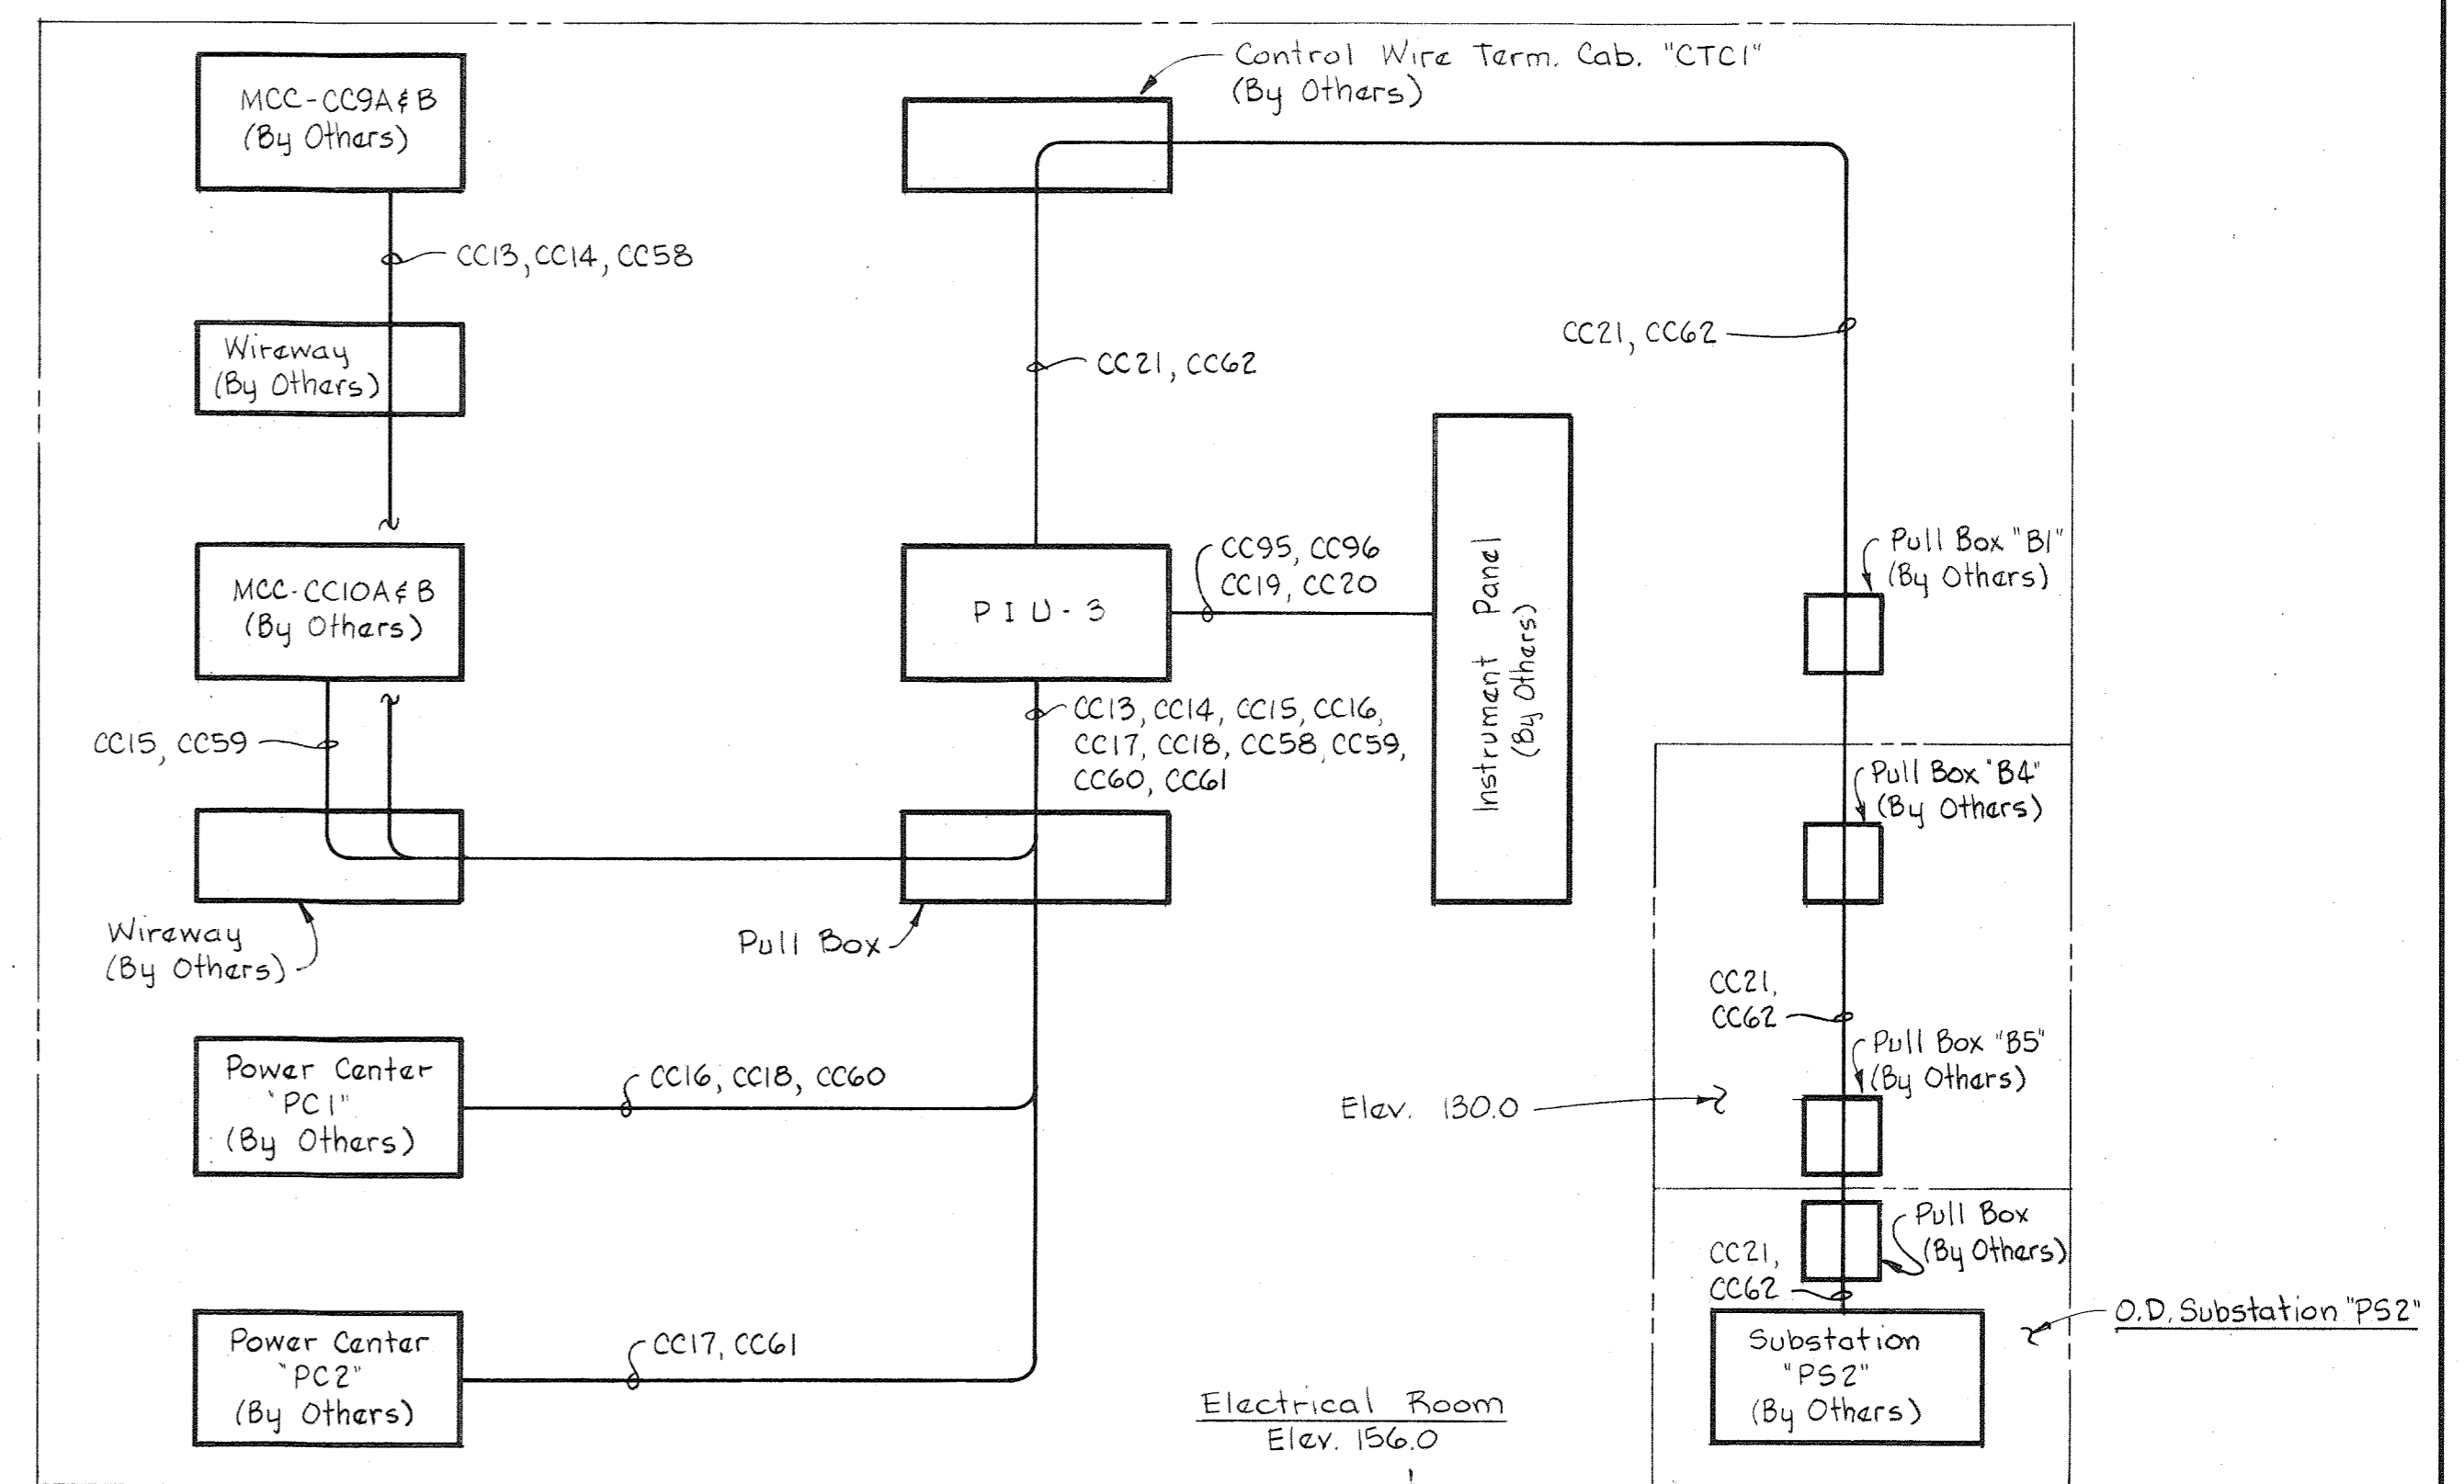 Control Wire Term. Cab. "CTC1"
(By Others)
MCC-CC9A&B
(By Others)
CC13, CC14, CC58
Wireway
(By Others)
CC21, CC62
CC21, CC62
MCC-CC10A&B
(By Others)
PIU-3
CC95, CC96
CC19, CC20
Instrument Panel
(By Others)
Pull Box "B1"
(By Others)
CC15, CC59
CC13, CC14, CC15, CC16,
CC17, CC18, CC58, CC59,
CC60, CC61
Pull Box "B4"
(By Others)
Wireway
(By Others)
Pull Box
CC21,
CC62
Pull Box "B5"
(By Others)
Elev. 130.0
Power Center
"PC1"
(By Others)
CC16, CC18, CC60
Pull Box
(By Others)
CC21,
CC62
O.D. Substation "PS2"
Power Center
"PC2"
(By Others)
CC17, CC61
Substation
"PS2"
(By Others)
Electrical Room
Elev. 156.0